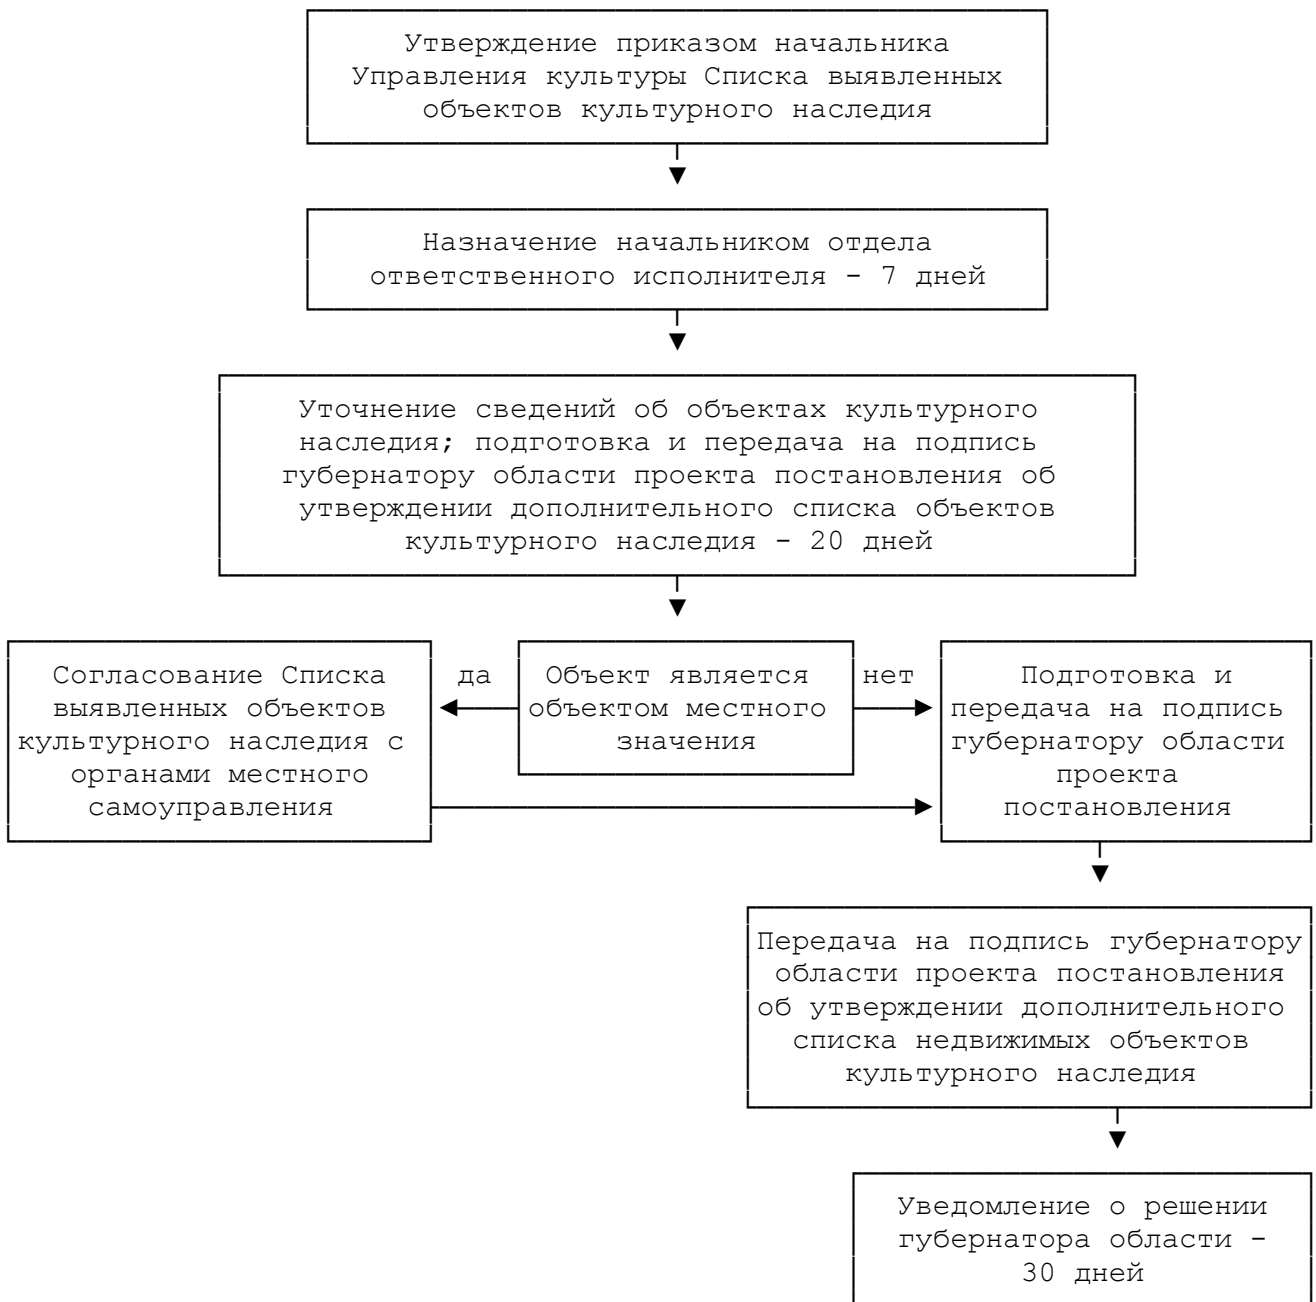 Утверждение приказом начальника
Управления культуры Списка выявленных
объектов культурного наследия
Назначение начальником отдела
ответственного исполнителя - 7 дней
Уточнение сведений об объектах культурного
наследия; подготовка и передача на подпись
губернатору области проекта постановления об
утверждении дополнительного списка объектов
культурного наследия - 20 дней
Согласование Списка
выявленных объектов
культурного наследия с
органами местного
самоуправления
да
Объект является
объектом местного
значения
нет
Подготовка и
передача на подпись
губернатору области
проекта
постановления
Передача на подпись губернатору
области проекта постановления
об утверждении дополнительного
списка недвижимых объектов
культурного наследия
Уведомление о решении
губернатора области -
30 дней